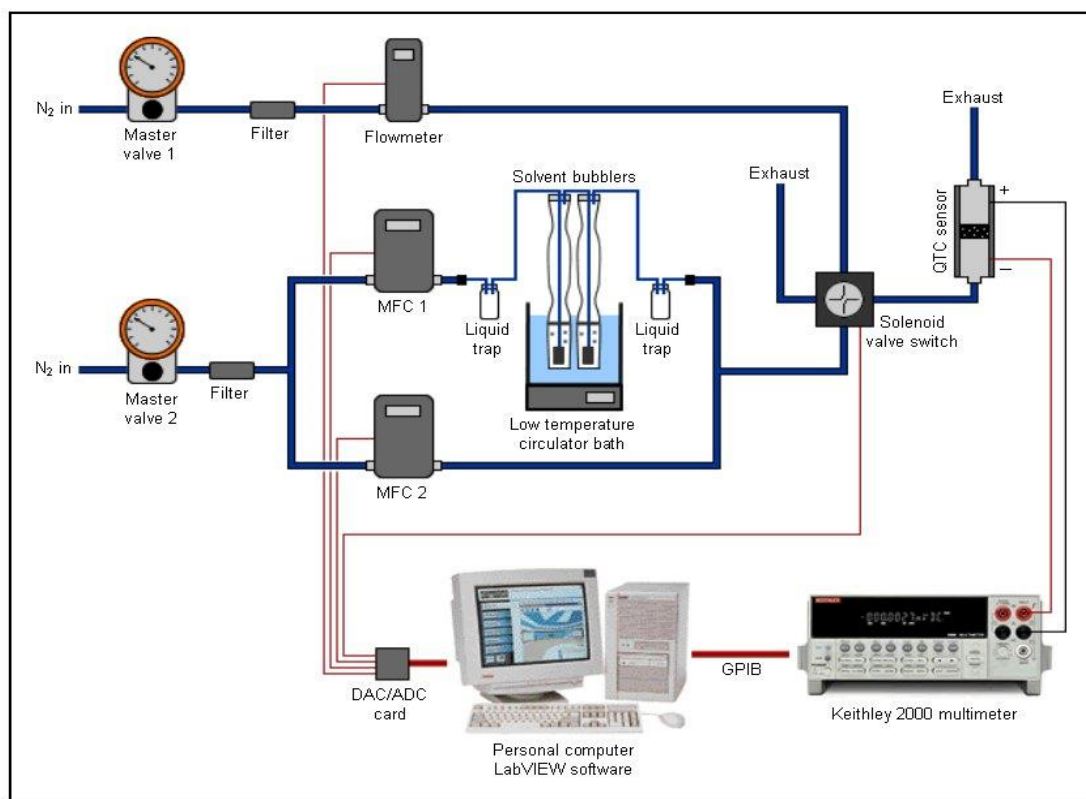 N₂ in
Master
valve 1
Filter
Flowmeter
Exhaust
Solvent bubblers
Exhaust
QTC sensor
+
−
MFC 1
Liquid
trap
Liquid
trap
Solenoid
valve switch
N₂ in
Master
valve 2
Filter
Low temperature
circulator bath
MFC 2
KEITHLEY
DAC/ADC
card
GPIB
Keithley 2000 multimeter
Personal computer
LabVIEW software